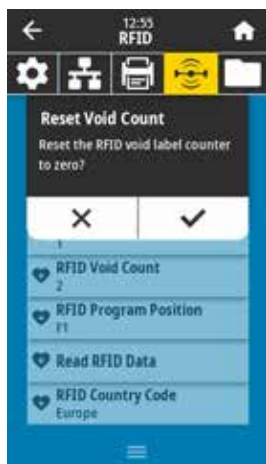 12:55
RFID
Reset Void Count
Reset the RFID void label counter
to zero?
1
RFID Void Count
2
RFID Program Position
F1
Read RFID Data
RFID Country Code
Europe